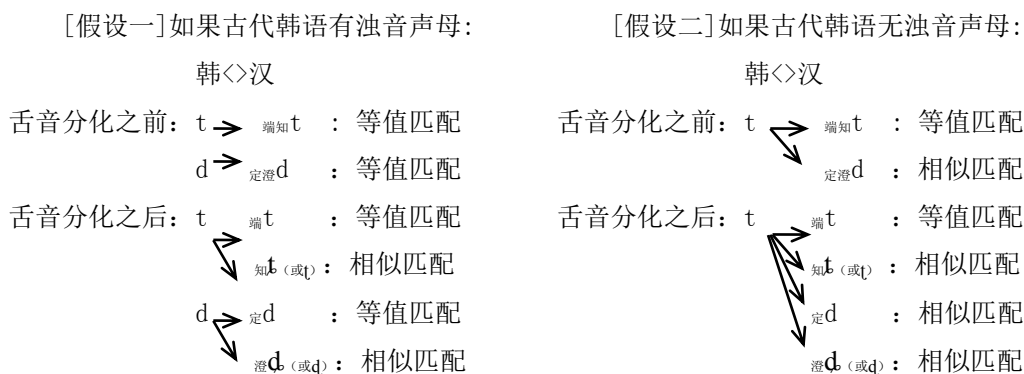 [假设一]如果古代韩语有浊音声母: [假设二]如果古代韩语无浊音声母:
韩<>汉 韩<>汉
舌音分化之前: t 端知t : 等值匹配 舌音分化之前: t 端知t : 等值匹配
d 定澄d : 等值匹配 定澄d : 相似匹配
舌音分化之后: t 端t : 等值匹配 舌音分化之后: t 端t : 等值匹配
知ȶ(或ʈ): 相似匹配 知ȶ(或ʈ): 相似匹配
d 定d : 等值匹配 定d : 相似匹配
澄ȡ(或ɖ): 相似匹配 澄ȡ(或ɖ): 相似匹配